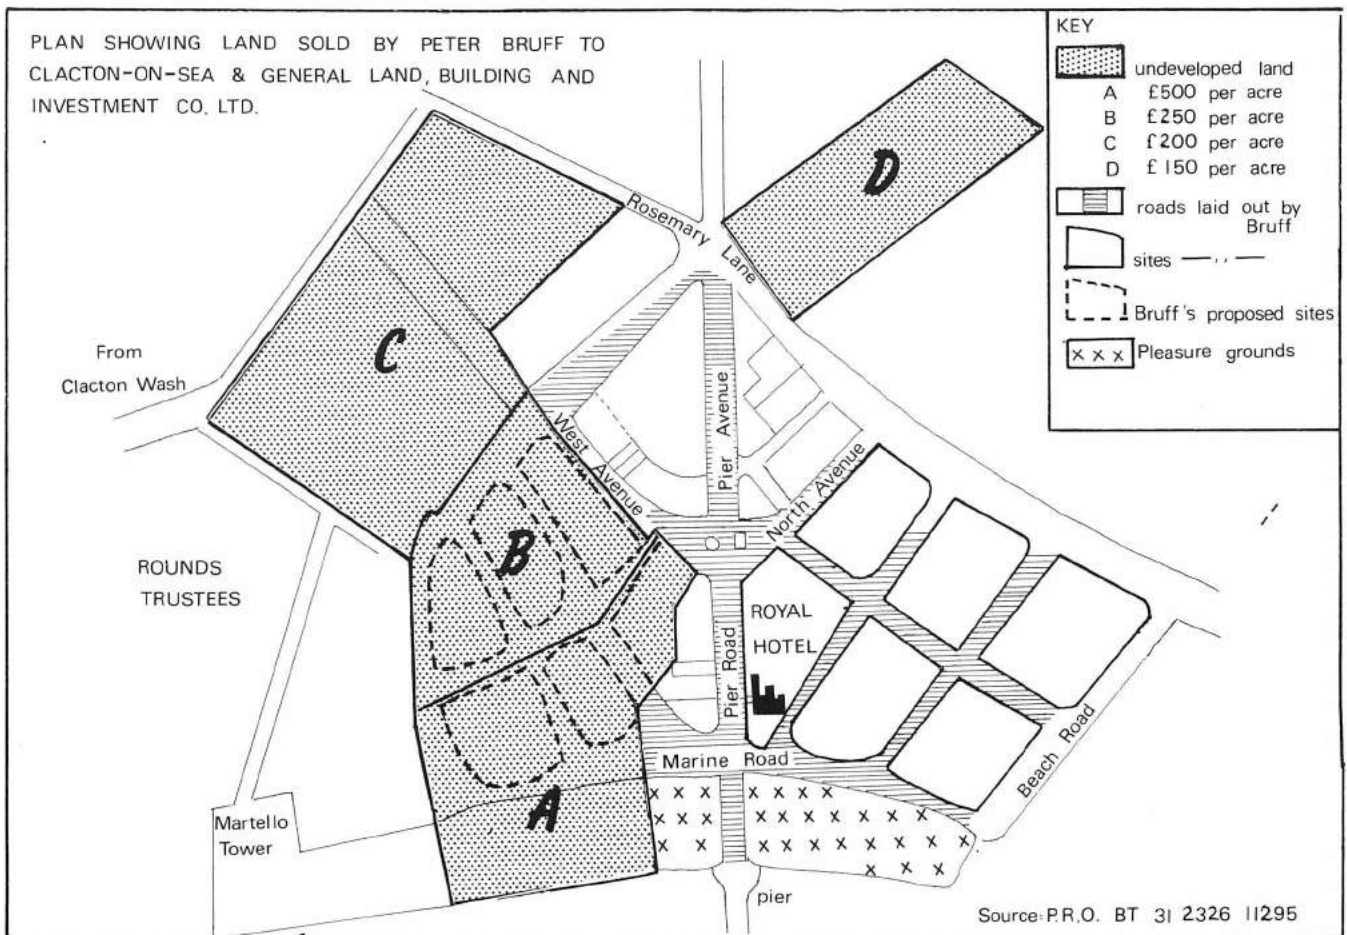 PLAN SHOWING LAND SOLD BY PETER BRUFF TO
CLACTON-ON-SEA & GENERAL LAND, BUILDING AND
INVESTMENT CO. LTD.
KEY
undeveloped land
A £500 per acre
B £250 per acre
C £200 per acre
D £150 per acre
roads laid out by
Bruff
sites — ,, —
Bruff's proposed sites
x x x Pleasure grounds
D
Rosemary Lane
C
From
Clacton Wash
West Avenue
Pier Avenue
North Avenue
B
ROUNDS
TRUSTEES
ROYAL
HOTEL
Pier Road
Marine Road
Beach Road
A
Martello
Tower
pier
Source: P.R.O. BT 31 2326 11295